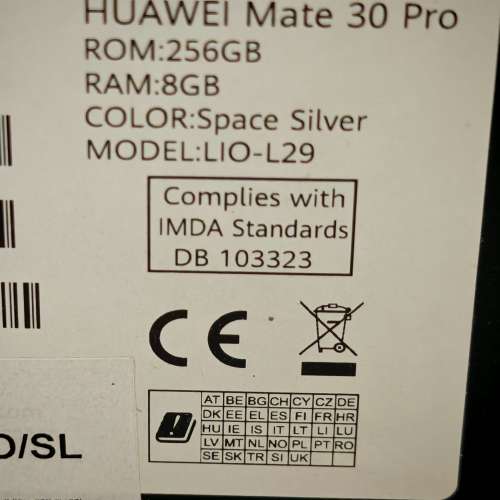 HUAWEI Mate 30 Pro
ROM:256GB
RAM:8GB
COLOR:Space Silver
MODEL:LIO-L29
Complies with
IMDA Standards
DB 103323
CE
AT BE BG CH CY CZ DE
DK EE EL ES FI FR HR
HU IE IS IT LT LI LU
LV MT NL NO PL PT RO
SE SK TR SI UK
O/SL